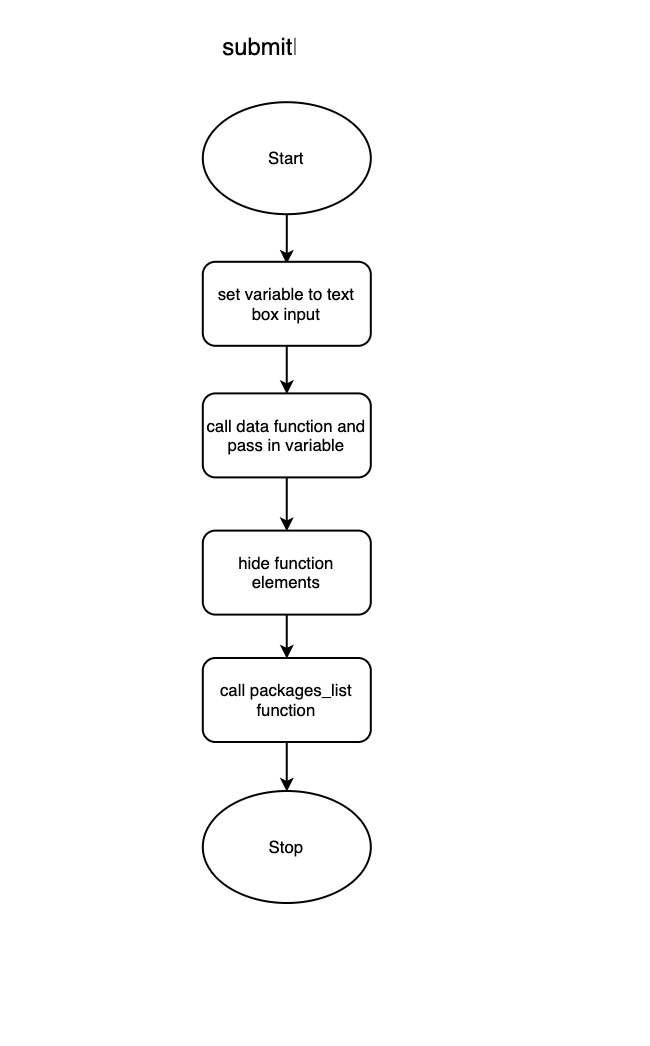 submit
Start
set variable to text
box input
call data function and
pass in variable
hide function
elements
call packages_list
function
Stop